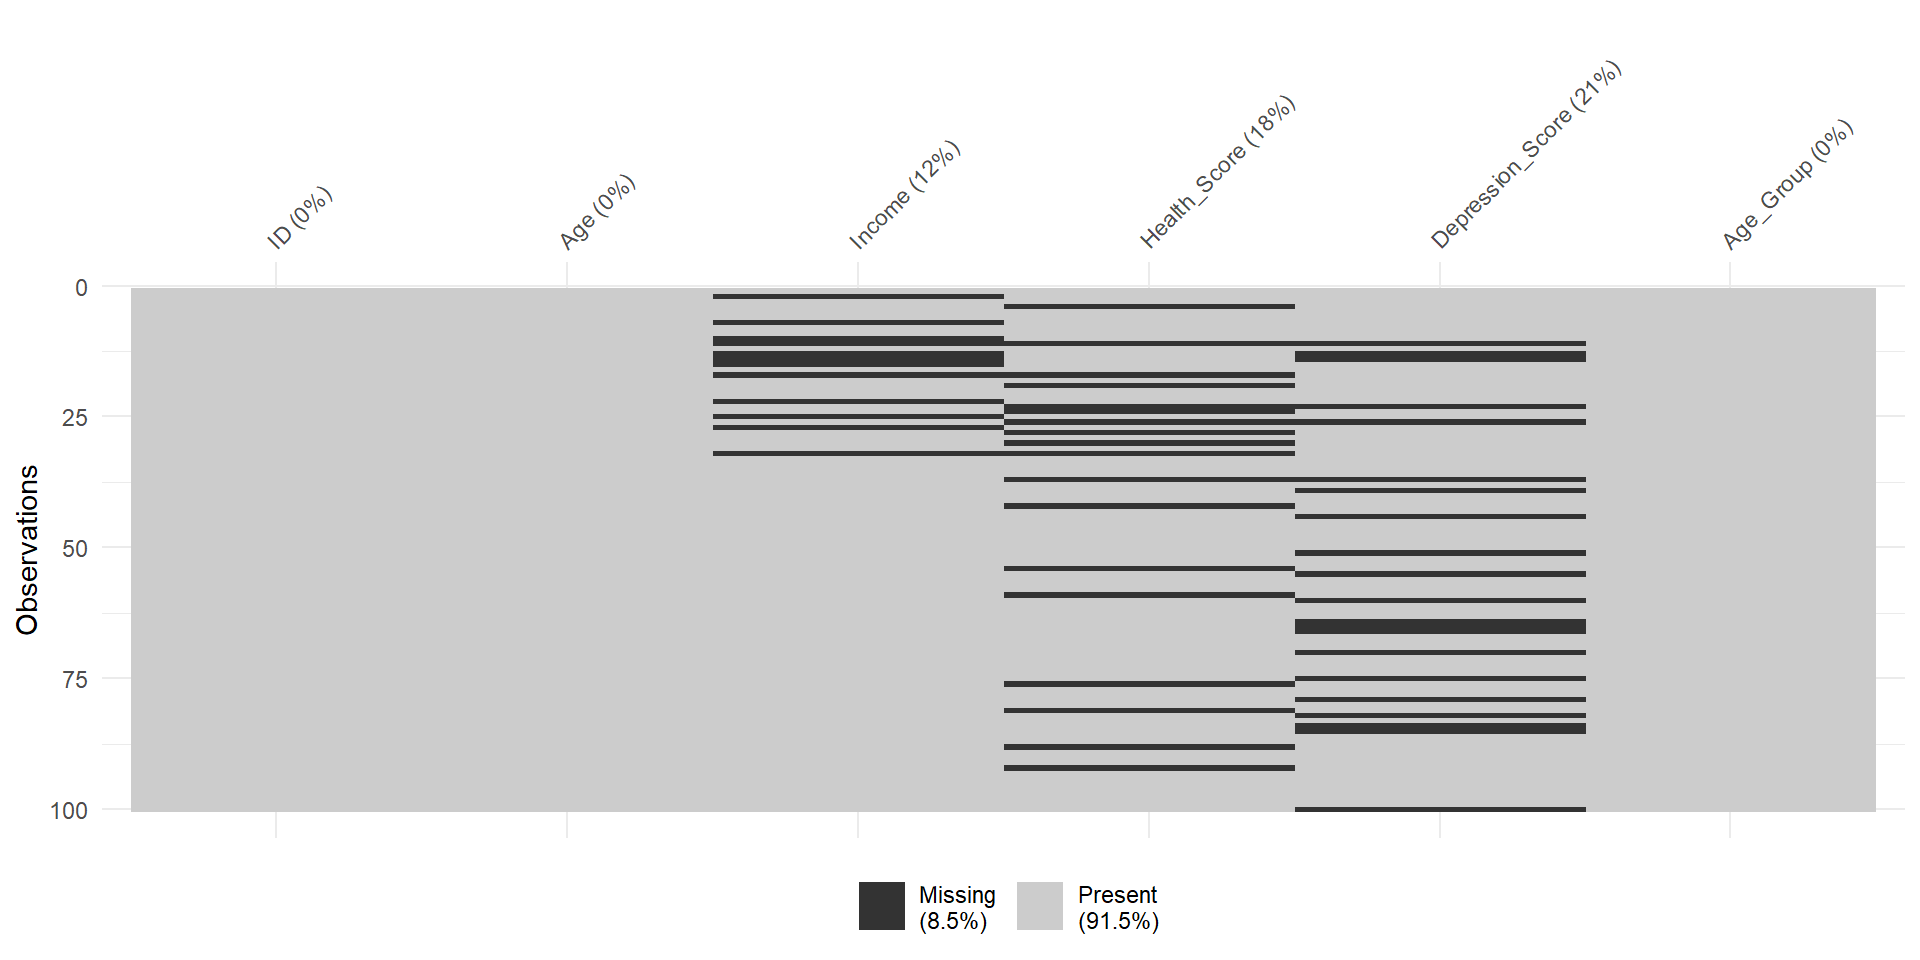 ID (0%)
Age (0%)
Income (12%)
Health_Score (18%)
Depression_Score (21%)
Age_Group (0%)
Observations
0
25
50
75
100
Missing
(8.5%)
Present
(91.5%)